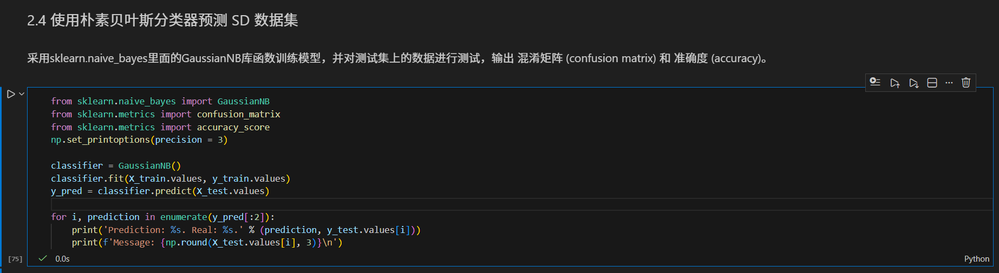 2.4 使用朴素贝叶斯分类器预测 SD 数据集
采用sklearn.naive_bayes里面的GaussianNB库函数训练模型，并对测试集上的数据进行测试，输出 混淆矩阵 (confusion matrix) 和 准确度 (accuracy)。
from sklearn.naive_bayes import GaussianNB
from sklearn.metrics import confusion_matrix
from sklearn.metrics import accuracy_score
np.set_printoptions(precision = 3)
classifier = GaussianNB()
classifier.fit(X_train.values, y_train.values)
y_pred = classifier.predict(X_test.values)
for i, prediction in enumerate(y_pred[:2]):
    print('Prediction: %s. Real: %s.' % (prediction, y_test.values[i]))
    print(f'Message: {np.round(X_test.values[i], 3)}\n')
[75] 0.0s Python